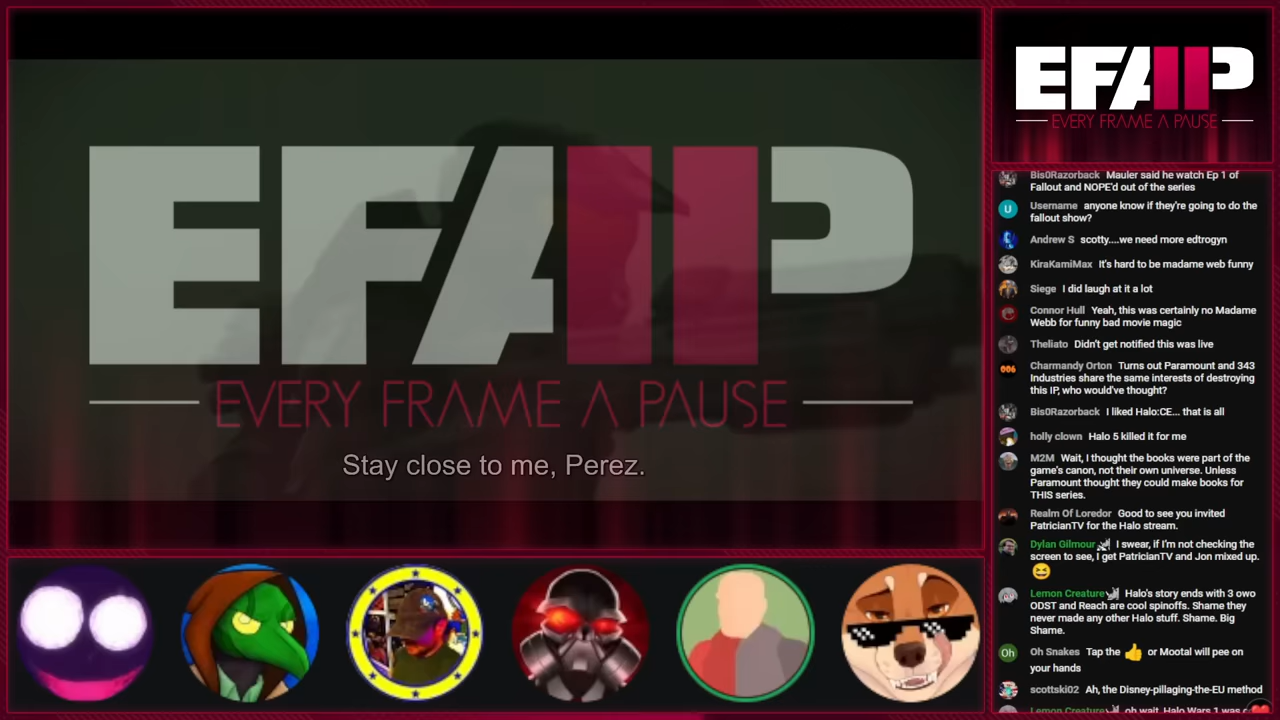 EFAP
EVERY FRAME A PAUSE
Stay close to me, Perez.
EFAP
EVERY FRAME A PAUSE
Bis0Razorback Mauler said he watch Ep 1 of
Fallout and NOPE'd out of the series
U Username anyone know if they're going to do the
fallout show?
Andrew S scotty....we need more edtrogyn
KiraKamiMax It's hard to be madame web funny
Siege I did laugh at it a lot
Connor Hull Yeah, this was certainly no Madame
Webb for funny bad movie magic
Theliato Didn't get notified this was live
Charmandy Orton Turns out Paramount and 343
Industries share the same interests of destroying
this IP, who would've thought?
Bis0Razorback I liked Halo:CE... that is all
holly clown Halo 5 killed it for me
M2M Wait, I thought the books were part of the
game's canon, not their own universe. Unless
Paramount thought they could make books for
THIS series.
Realm Of Loredor Good to see you invited
PatricianTV for the Halo stream.
Dylan Gilmour I swear, if I'm not checking the
screen to see, I get PatricianTV and Jon mixed up.
😆
Lemon Creature Halo's story ends with 3 owo
ODST and Reach are cool spinoffs. Shame they
never made any other Halo stuff. Shame. Big
Shame.
Oh Oh Snakes Tap the 👍 or Mootal will pee on
your hands
scottski02 Ah, the Disney-pillaging-the-EU method
Lemon Creature oh wait, Halo Wars 1 was